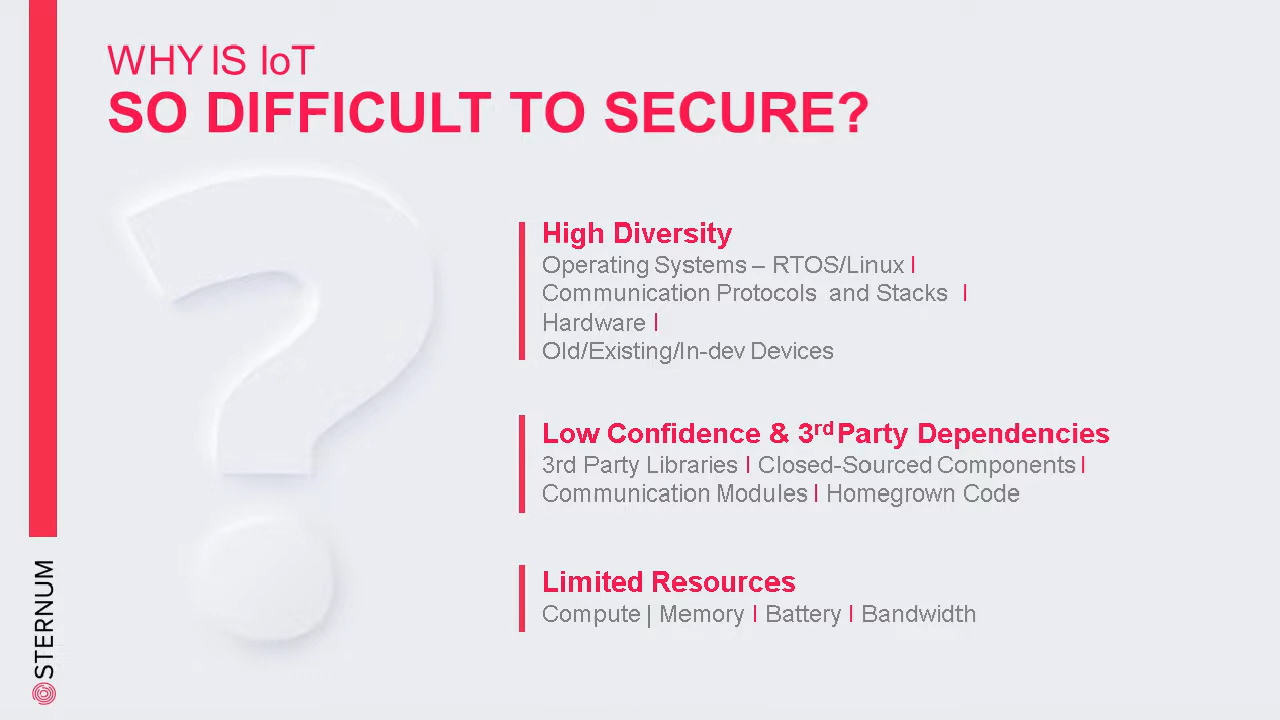 WHY IS IoT
SO DIFFICULT TO SECURE?
High Diversity
Operating Systems – RTOS/Linux |
Communication Protocols and Stacks |
Hardware |
Old/Existing/In-dev Devices
Low Confidence & 3rd Party Dependencies
3rd Party Libraries | Closed-Sourced Components |
Communication Modules | Homegrown Code
Limited Resources
Compute | Memory | Battery | Bandwidth
STERNUM